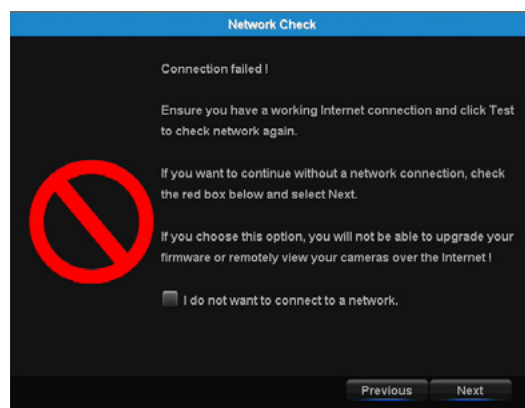 Network Check
Connection failed !
Ensure you have a working Internet connection and click Test
to check network again.
If you want to continue without a network connection, check
the red box below and select Next.
If you choose this option, you will not be able to upgrade your
firmware or remotely view your cameras over the Internet !
I do not want to connect to a network.
Previous
Next